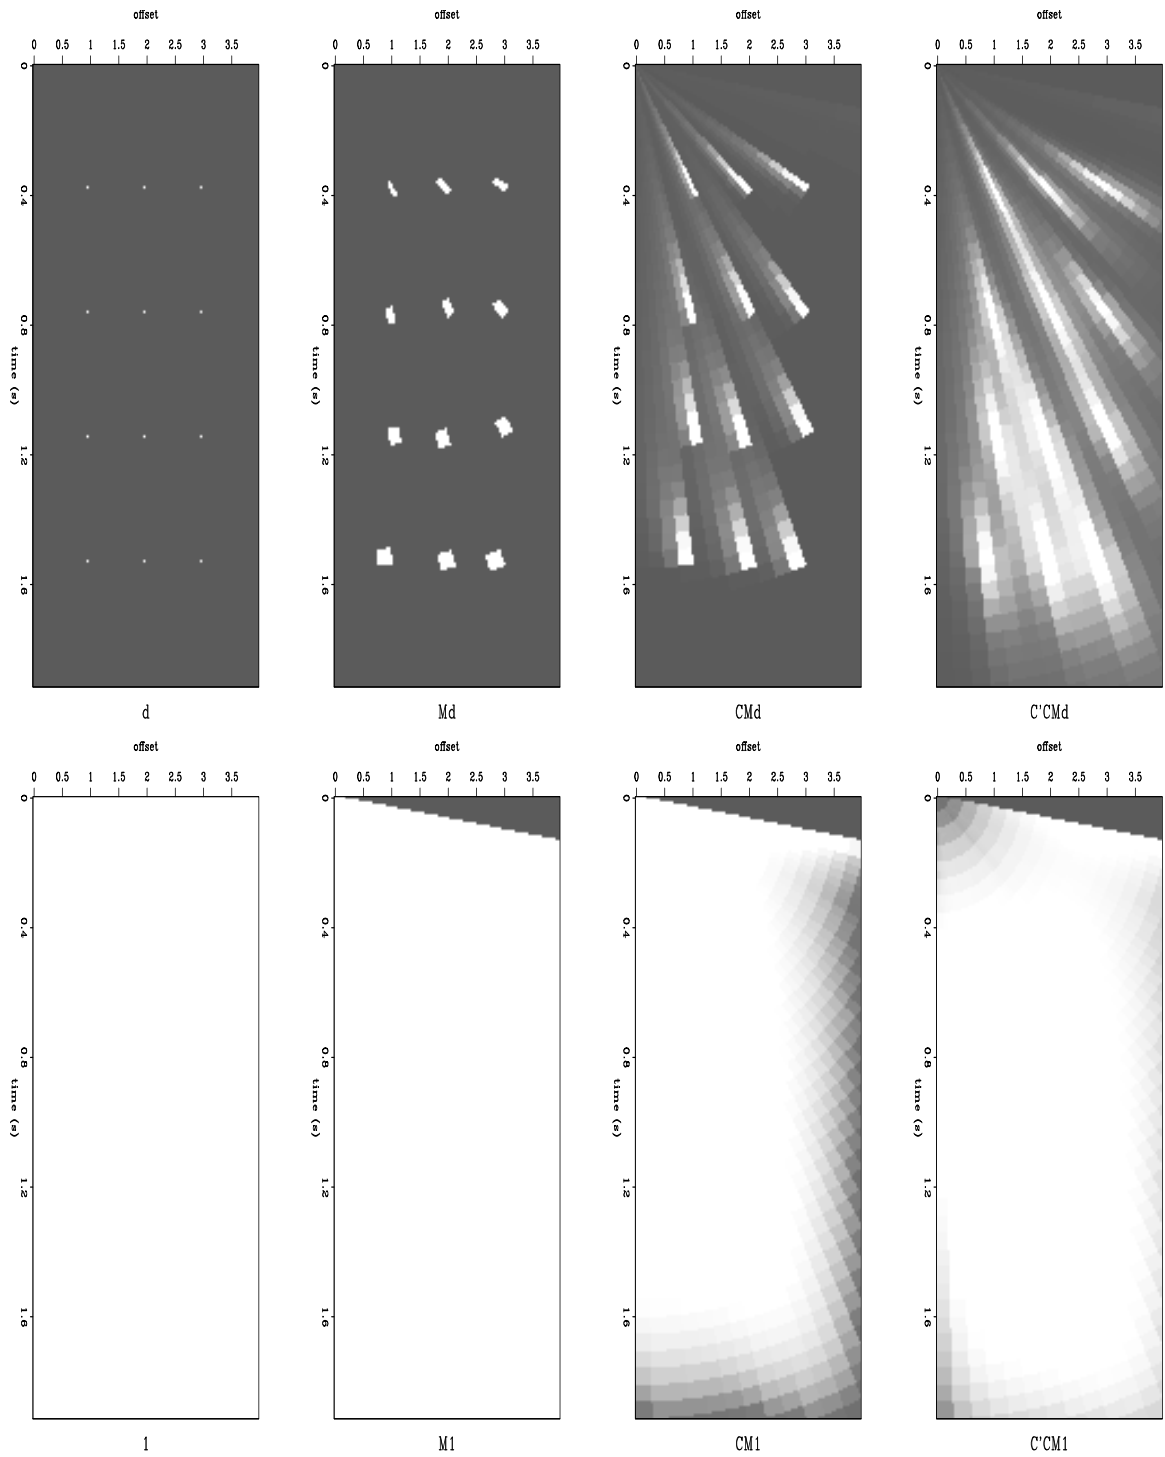 offset offset offset offset
0 0.5 1 1.5 2 2.5 3 3.5 0 0.5 1 1.5 2 2.5 3 3.5 0 0.5 1 1.5 2 2.5 3 3.5 0 0.5 1 1.5 2 2.5 3 3.5
0 0 0 0
0.4 0.4 0.4 0.4
0.8 0.8 0.8 0.8
time (s) time (s) time (s) time (s)
1.2 1.2 1.2 1.2
1.6 1.6 1.6 1.6
d Md CMd C'CMd
offset offset offset offset
0 0.5 1 1.5 2 2.5 3 3.5 0 0.5 1 1.5 2 2.5 3 3.5 0 0.5 1 1.5 2 2.5 3 3.5 0 0.5 1 1.5 2 2.5 3 3.5
0 0 0 0
0.4 0.4 0.4 0.4
0.8 0.8 0.8 0.8
time (s) time (s) time (s) time (s)
1.2 1.2 1.2 1.2
1.6 1.6 1.6 1.6
1 M1 CM1 C'CM1